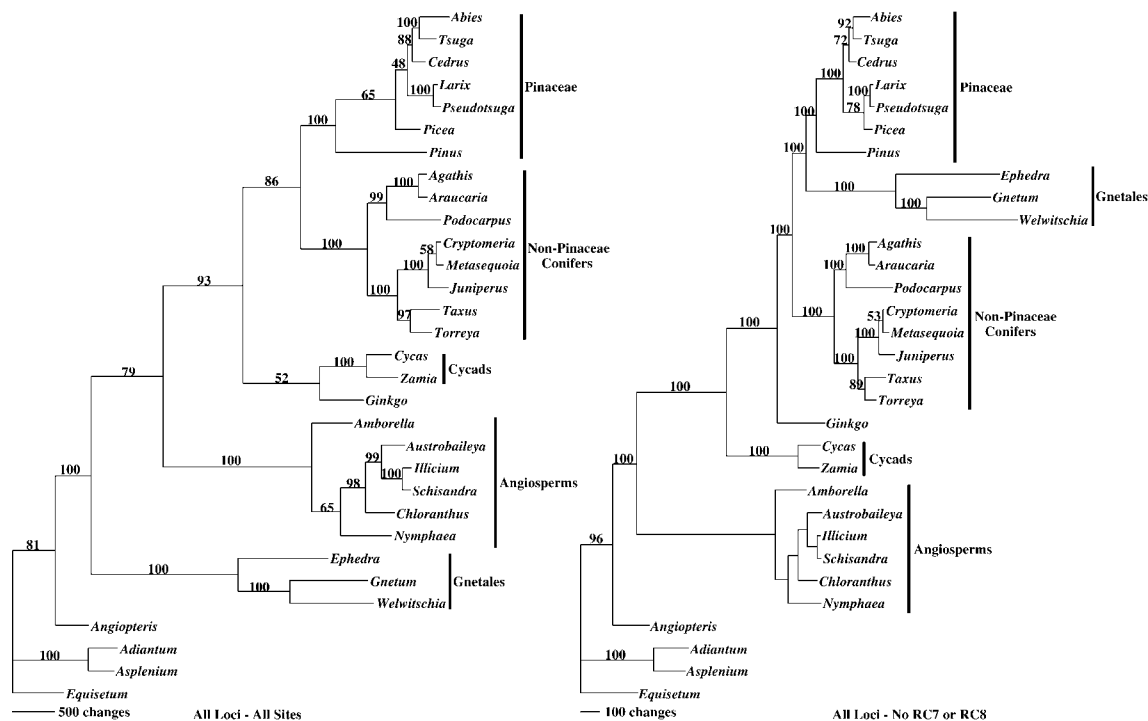 Abies
100
Tsuga
88
Cedrus
48
Larix
100
Pseudotsuga
65
Picea
100
Pinus
Pinaceae
86
Agathis
100
Araucaria
99
Podocarpus
100
Cryptomeria
58
Metasequoia
100
Juniperus
100
Taxus
97
Torreya
Non-Pinaceae
Conifers
93
Cycas
100
Zamia
Cycads
52
Ginkgo
79
Amborella
100
Austrobaileya
99
Illicium
100
Schisandra
98
Chloranthus
65
Nymphaea
Angiosperms
100
Ephedra
100
Gnetum
100
Welwitschia
Gnetales
81
Angiopteris
Adiantum
100
Asplenium
Equisetum
500 changes
All Loci - All Sites
Abies
92
Tsuga
72
Cedrus
100
Larix
100
Pseudotsuga
78
Picea
100
Pinus
Pinaceae
100
Ephedra
100
Gnetum
100
Welwitschia
Gnetales
100
Agathis
100
Araucaria
100
Podocarpus
100
Cryptomeria
53
Metasequoia
100
Juniperus
100
Taxus
89
Torreya
Non-Pinaceae
Conifers
100
Ginkgo
100
Cycas
100
Zamia
Cycads
100
Amborella
Austrobaileya
Illicium
Schisandra
Chloranthus
Nymphaea
Angiosperms
96
Angiopteris
Adiantum
100
Asplenium
Equisetum
100 changes
All Loci - No RC7 or RC8